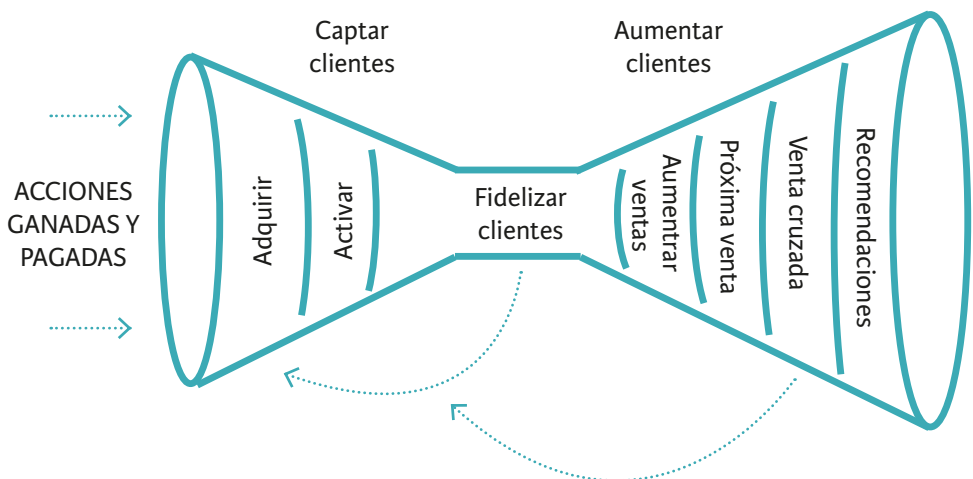 Captar
clientes
Aumentar
clientes
ACCIONES
GANADAS Y
PAGADAS
Adquirir
Activar
Fidelizar
clientes
Aumentrar
ventas
Próxima venta
Venta cruzada
Recomendaciones